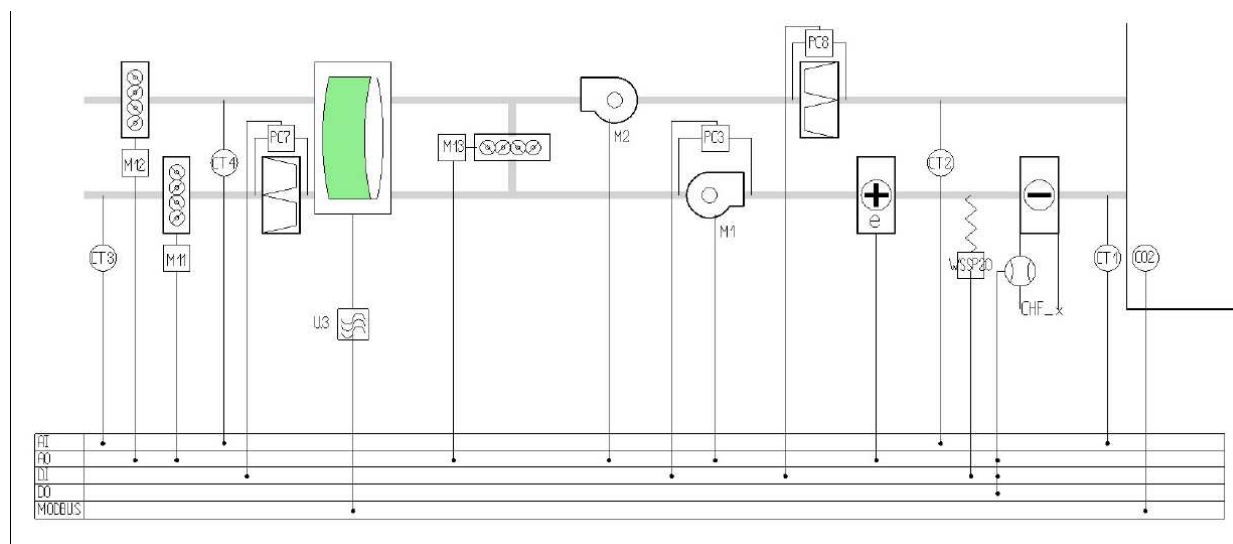 PC8
PC7
M13
M2
PC3
M12
CT4
CT2
M11
e
M1
CT3
WSSP20
CT1
CO2
CHF_x
U3
AI
AO
DI
DO
MODBUS